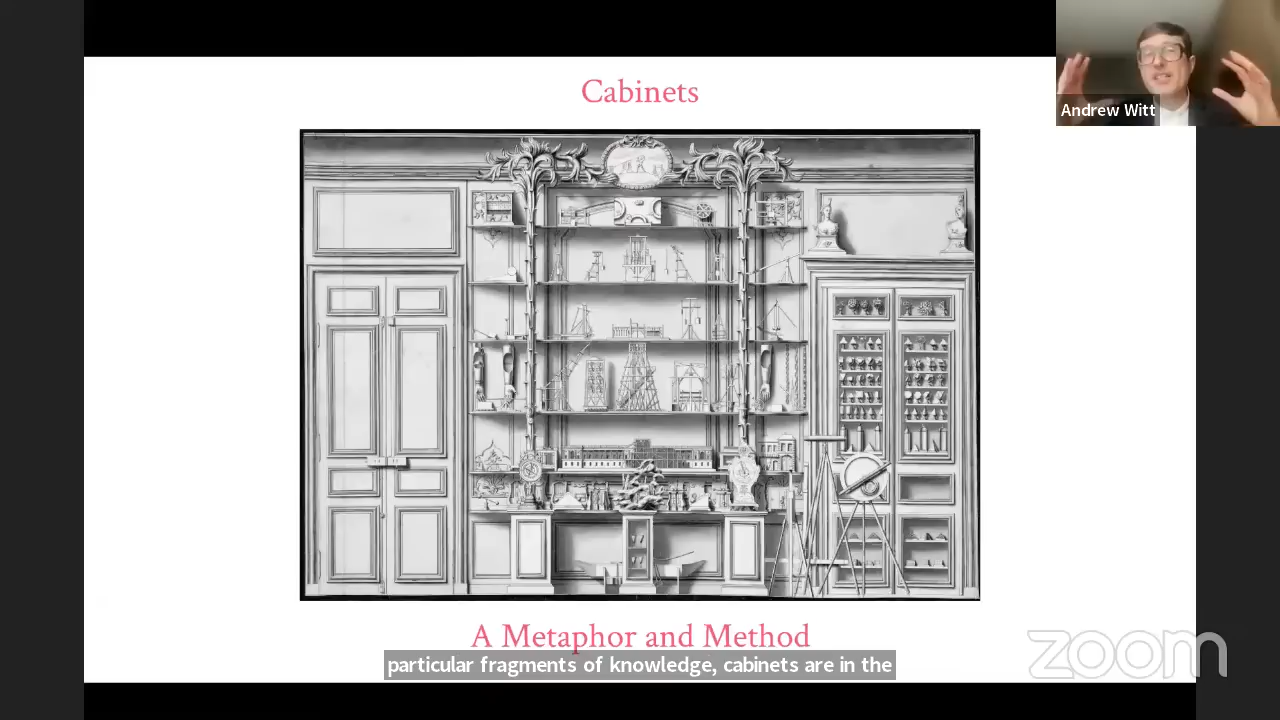 Cabinets
Andrew Witt
A Metaphor and Method
particular fragments of knowledge, cabinets are in the
zoom